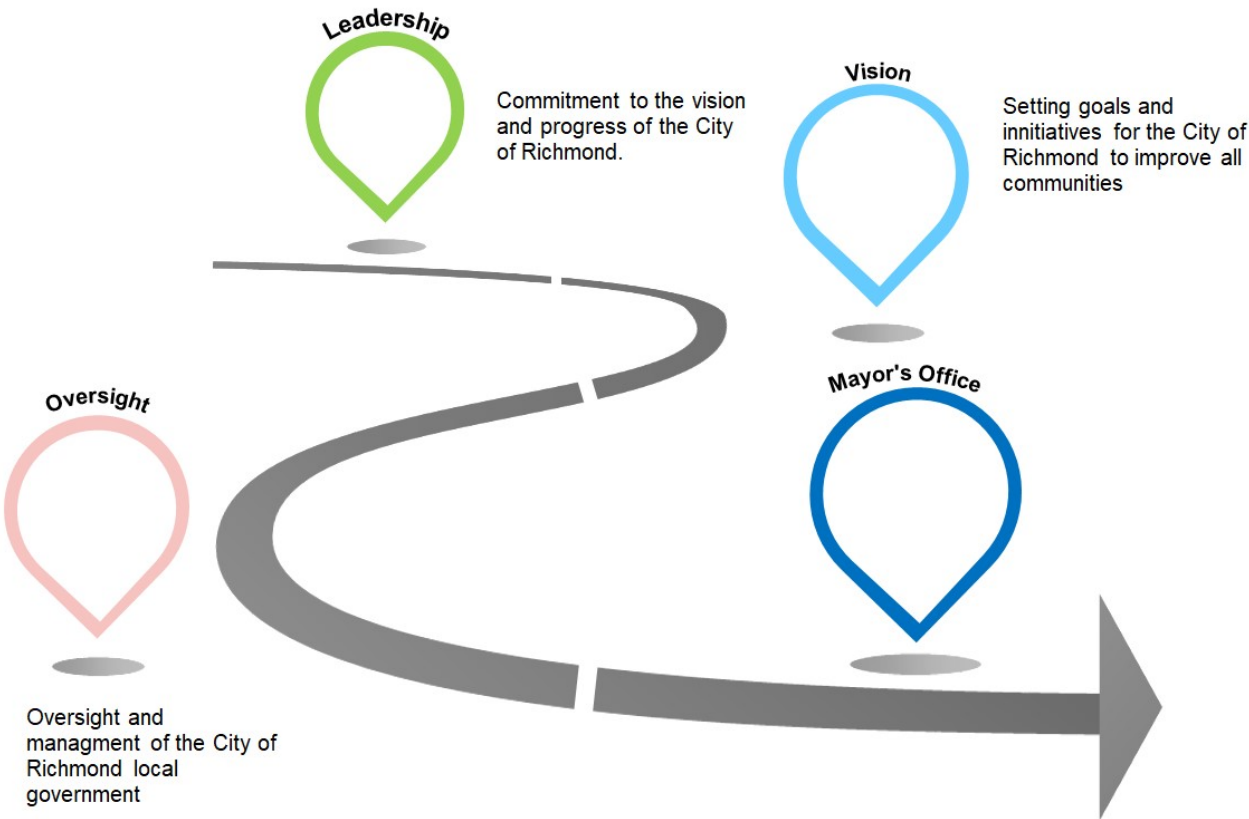 Leadership
Commitment to the vision
and progress of the City
of Richmond.
Vision
Setting goals and
innitiatives for the City of
Richmond to improve all
communities
Oversight
Oversight and
managment of the City of
Richmond local
government
Mayor's Office